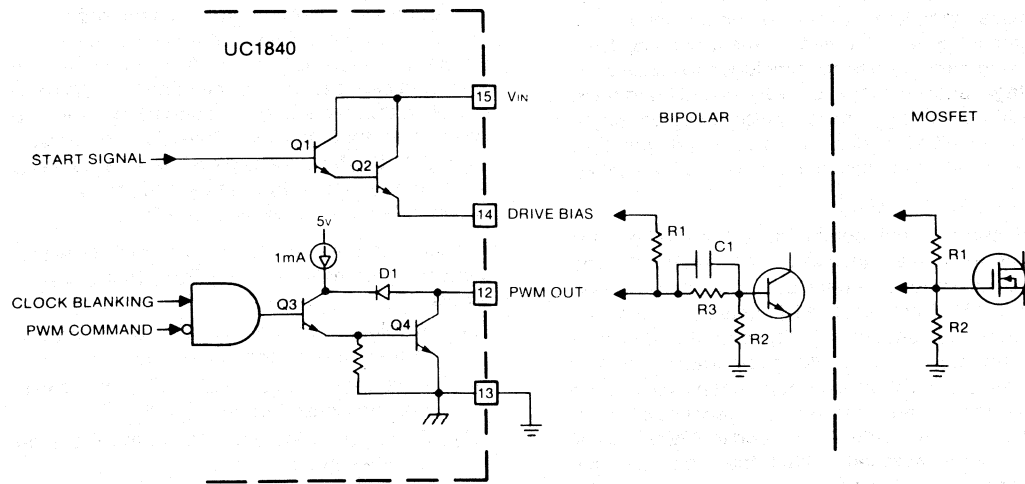 UC1840
15 VIN
BIPOLAR
MOSFET
START SIGNAL
Q1
Q2
14 DRIVE BIAS
5V
1mA
D1
12 PWM OUT
R1
C1
R3
R2
R1
R2
CLOCK BLANKING
PWM COMMAND
Q3
Q4
13